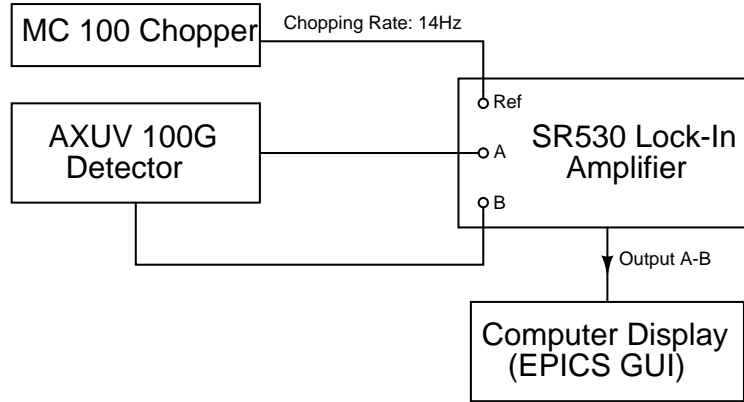 MC 100 Chopper
Chopping Rate: 14Hz
Ref
AXUV 100G
Detector
A
SR530 Lock-In
Amplifier
B
Output A-B
Computer Display
(EPICS GUI)